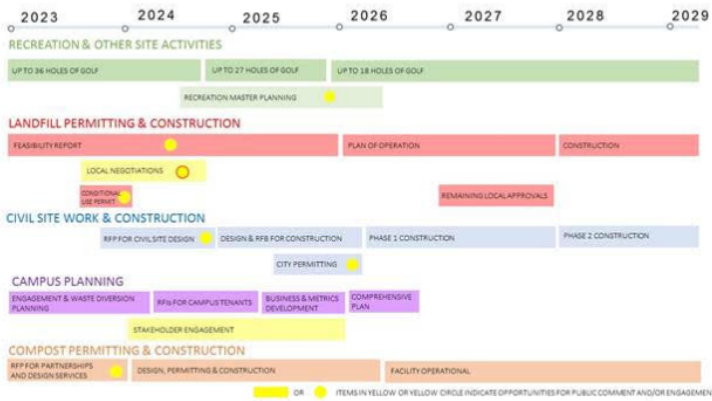 2023 2024 2025 2026 2027 2028 2029
RECREATION & OTHER SITE ACTIVITIES
UP TO 36 HOLES OF GOLF UP TO 27 HOLES OF GOLF UP TO 18 HOLES OF GOLF
RECREATION MASTER PLANNING
LANDFILL PERMITTING & CONSTRUCTION
FEASIBILITY REPORT PLAN OF OPERATION CONSTRUCTION
LOCAL NEGOTIATIONS
CONDITIONAL
USE PERMIT REMAINING LOCAL APPROVALS
CIVIL SITE WORK & CONSTRUCTION
RFP FOR CIVIL SITE DESIGN DESIGN & RFB FOR CONSTRUCTION PHASE 1 CONSTRUCTION PHASE 2 CONSTRUCTION
CITY PERMITTING
CAMPUS PLANNING
ENGAGEMENT & WASTE DIVERSION
PLANNING
RFIs FOR CAMPUS TENANTS
BUSINESS & METRICS
DEVELOPMENT
COMPREHENSIVE
PLAN
STAKEHOLDER ENGAGEMENT
COMPOST PERMITTING & CONSTRUCTION
RFP FOR PARTNERSHIPS
AND DESIGN SERVICES
DESIGN, PERMITTING & CONSTRUCTION FACILITY OPERATIONAL
OR ITEMS IN YELLOW OR YELLOW CIRCLE INDICATE OPPORTUNITIES FOR PUBLIC COMMENT AND/OR ENGAGEMEN